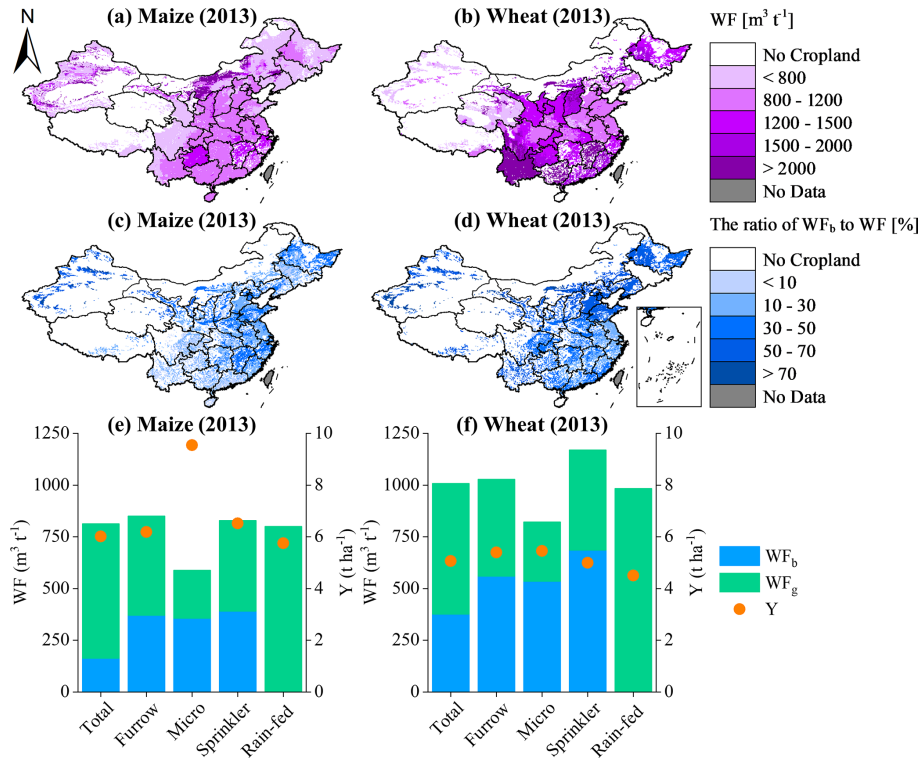 N
(a) Maize (2013)
(b) Wheat (2013)
WF [m³ t⁻¹]
No Cropland
< 800
800 - 1200
1200 - 1500
1500 - 2000
> 2000
No Data
(c) Maize (2013)
(d) Wheat (2013)
The ratio of WFb to WF [%]
No Cropland
< 10
10 - 30
30 - 50
50 - 70
> 70
No Data
(e) Maize (2013)
WF (m³ t⁻¹)
1250
1000
750
500
250
0
10
8
6
4
2
0
Y (t ha⁻¹)
Total
Furrow
Micro
Sprinkler
Rain-fed
(f) Wheat (2013)
WF (m³ t⁻¹)
1250
1000
750
500
250
0
10
8
6
4
2
0
Y (t ha⁻¹)
Total
Furrow
Micro
Sprinkler
Rain-fed
WFb
WFg
Y